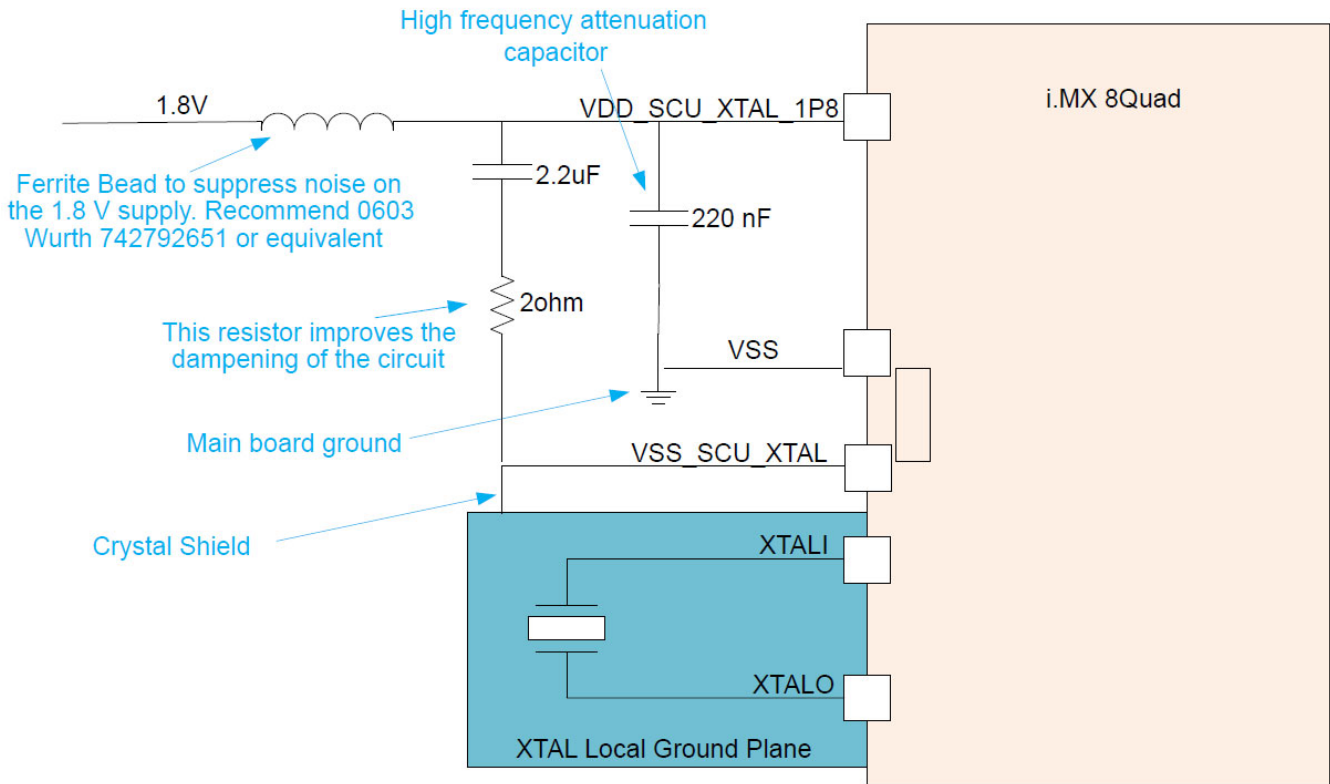 High frequency attenuation
capacitor
i.MX 8Quad
1.8V
VDD_SCU_XTAL_1P8
Ferrite Bead to suppress noise on
the 1.8 V supply. Recommend 0603
Wurth 742792651 or equivalent
2.2uF
220 nF
2ohm
This resistor improves the
dampening of the circuit
VSS
Main board ground
VSS_SCU_XTAL
Crystal Shield
XTALI
XTALO
XTAL Local Ground Plane